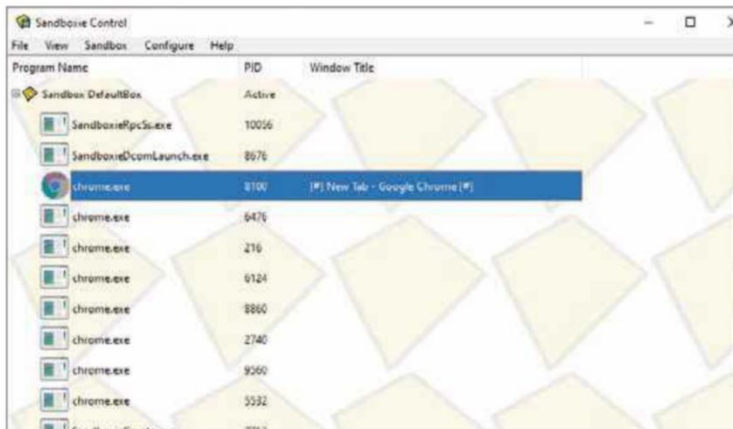 Sandboxie Control
File View Sandbox Configure Help
Program Name PID Window Title
Sandbox DefaultBox Active
SandboxieRpcSs.exe 10056
SandboxieDcomLaunch.exe 8676
chrome.exe 8100 [#] New Tab - Google Chrome [#]
chrome.exe 6476
chrome.exe 216
chrome.exe 6124
chrome.exe 8860
chrome.exe 2740
chrome.exe 9560
chrome.exe 5532